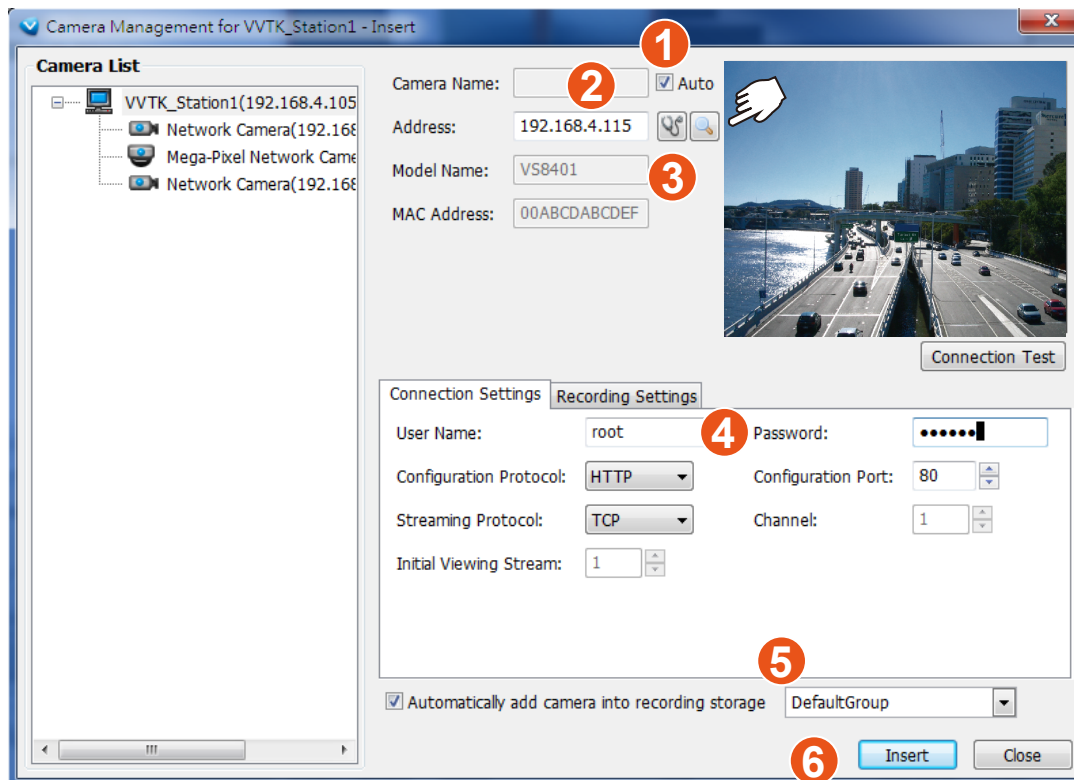 Camera Management for VVTK_Station1 - Insert
x
1
Camera List
VVTK_Station1(192.168.4.105
Network Camera(192.168
Mega-Pixel Network Came
Network Camera(192.168
Camera Name:
2
Auto
Address:
192.168.4.115
Model Name:
VS8401
3
MAC Address:
00ABCDABCDEF
Connection Test
Connection Settings
Recording Settings
User Name:
root
4
Password:
••••••
Configuration Protocol:
HTTP
Configuration Port:
80
Streaming Protocol:
TCP
Channel:
1
Initial Viewing Stream:
1
5
Automatically add camera into recording storage
DefaultGroup
6
Insert
Close